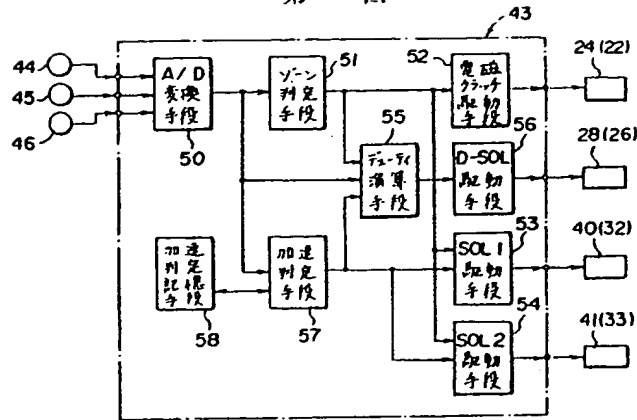 43
44
45
46
A/D
変換
手段
50
51
ゾーン
判定
手段
52
電磁
クラッチ
駆動
手段
24(22)
55
デューティ
演算
手段
56
D-SOL
駆動
手段
28(26)
53
SOL1
駆動
手段
40(32)
加速
判定
記憶
手段
58
加速
判定
手段
57
54
SOL2
駆動
手段
41(33)